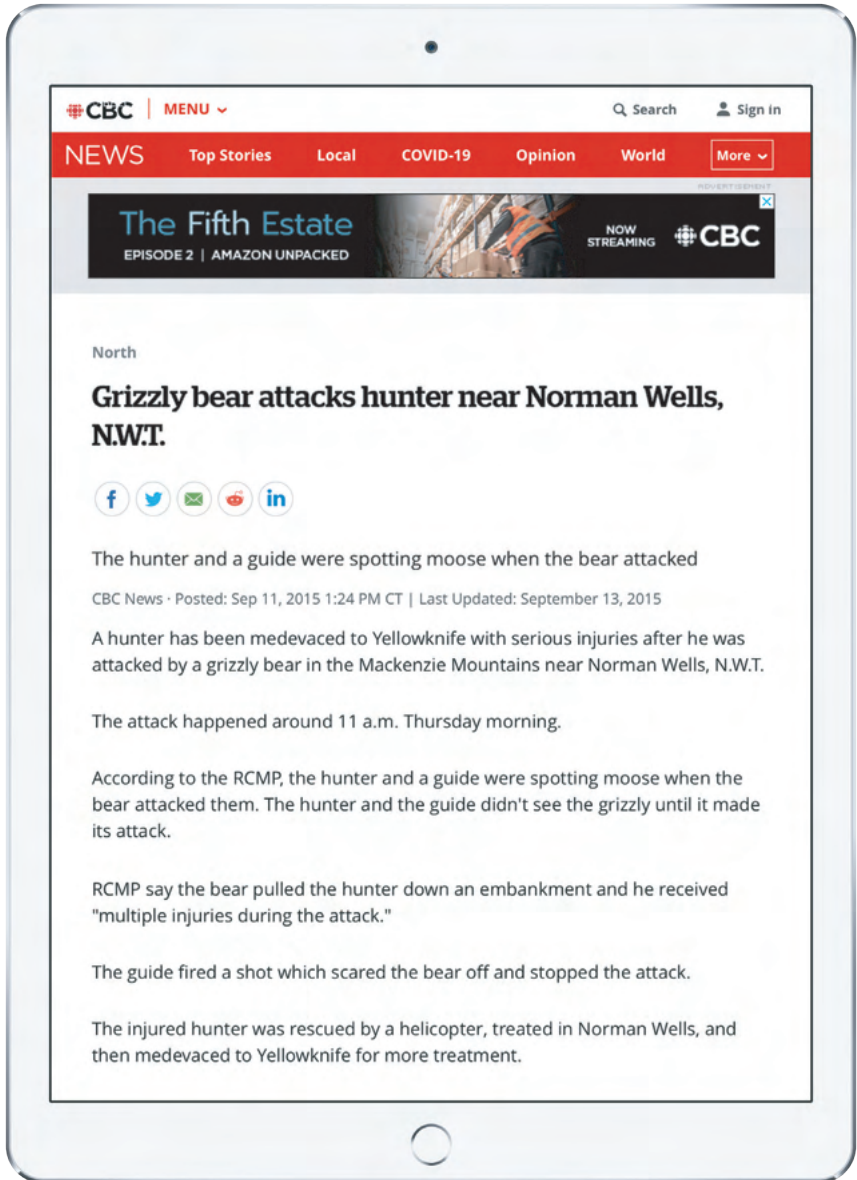 CBC MENU Search Sign in
NEWS Top Stories Local COVID-19 Opinion World More
ADVERTISEMENT
The Fifth Estate
EPISODE 2 | AMAZON UNPACKED
NOW
STREAMING
CBC
North
Grizzly bear attacks hunter near Norman Wells,
N.W.T.
f in
The hunter and a guide were spotting moose when the bear attacked
CBC News · Posted: Sep 11, 2015 1:24 PM CT | Last Updated: September 13, 2015
A hunter has been medevaced to Yellowknife with serious injuries after he was
attacked by a grizzly bear in the Mackenzie Mountains near Norman Wells, N.W.T.
The attack happened around 11 a.m. Thursday morning.
According to the RCMP, the hunter and a guide were spotting moose when the
bear attacked them. The hunter and the guide didn't see the grizzly until it made
its attack.
RCMP say the bear pulled the hunter down an embankment and he received
"multiple injuries during the attack."
The guide fired a shot which scared the bear off and stopped the attack.
The injured hunter was rescued by a helicopter, treated in Norman Wells, and
then medevaced to Yellowknife for more treatment.